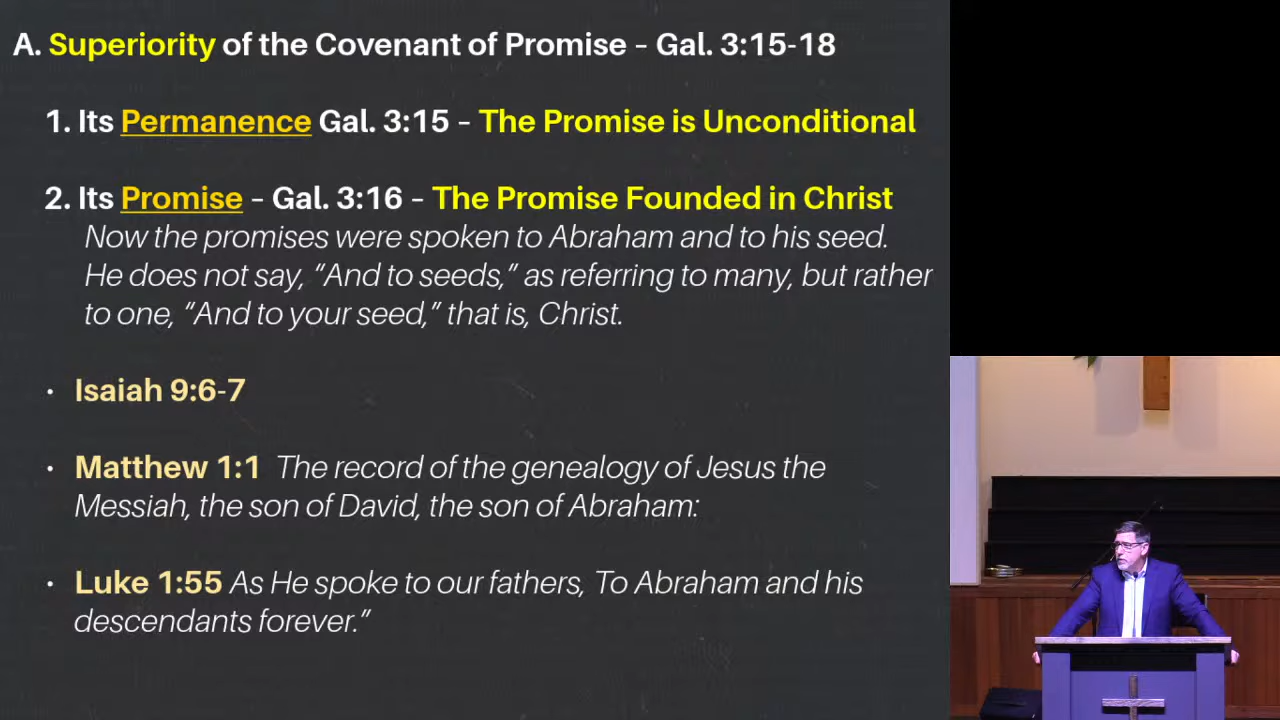 A. Superiority of the Covenant of Promise – Gal. 3:15-18
1. Its Permanence Gal. 3:15 – The Promise is Unconditional
2. Its Promise – Gal. 3:16 – The Promise Founded in Christ
Now the promises were spoken to Abraham and to his seed.
He does not say, “And to seeds,” as referring to many, but rather
to one, “And to your seed,” that is, Christ.
• Isaiah 9:6-7
• Matthew 1:1 The record of the genealogy of Jesus the
Messiah, the son of David, the son of Abraham:
• Luke 1:55 As He spoke to our fathers, To Abraham and his
descendants forever.”